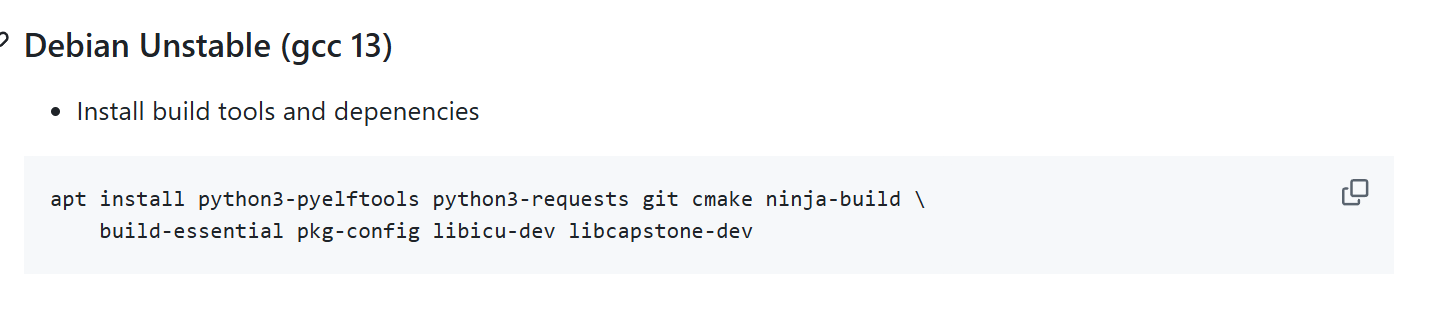 Debian Unstable (gcc 13)
• Install build tools and depenencies
apt install python3-pyelftools python3-requests git cmake ninja-build \
    build-essential pkg-config libicu-dev libcapstone-dev